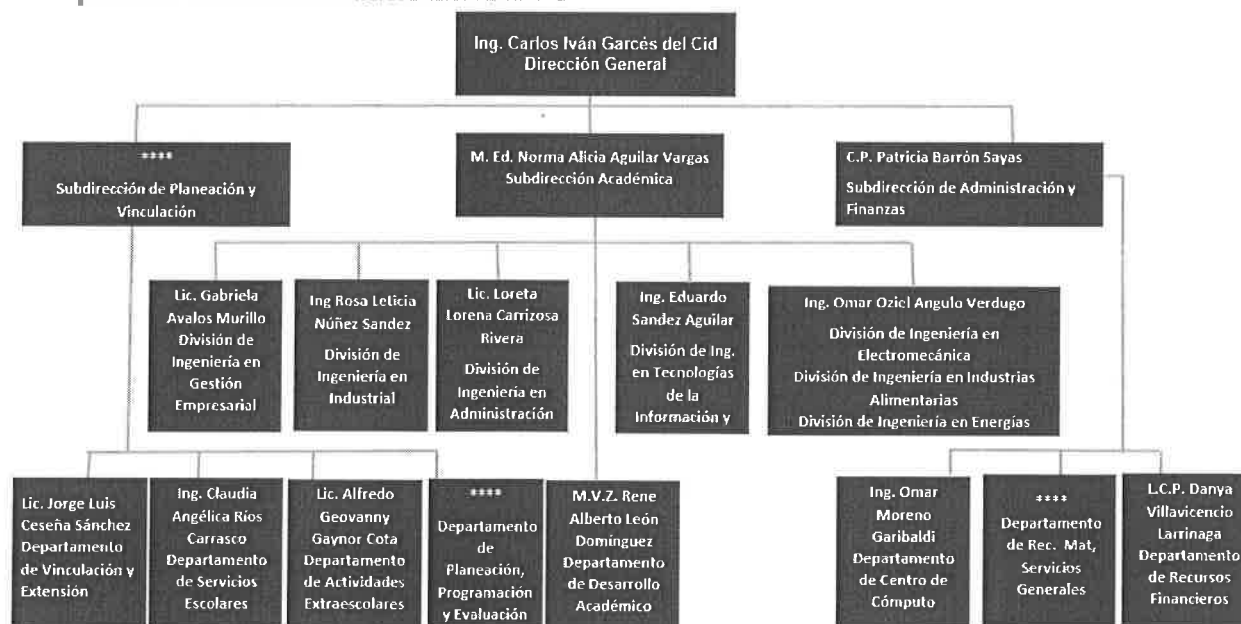 Ing. Carlos Iván Garcés del Cid
Dirección General
****
Subdirección de Planeación y
Vinculación
M. Ed. Norma Alicia Aguilar Vargas
Subdirección Académica
C.P. Patricia Barrón Sayas
Subdirección de Administración y
Finanzas
Lic. Gabriela
Avalos Murillo
División de
Ingeniería en
Gestión
Empresarial
Ing Rosa Leticia
Núñez Sandez
División de
Ingeniería en
Industrial
Lic. Loreta
Lorena Carrizosa
Rivera
División de
Ingeniería en
Administración
Ing. Eduardo
Sandez Aguilar
División de Ing.
en Tecnologías
de la
Información y
Ing. Omar Oziel Angulo Verdugo
División de Ingeniería en
Electromecánica
División de Ingeniería en Industrias
Alimentarias
División de Ingeniería en Energías
Lic. Jorge Luis
Ceseña Sánchez
Departamento
de Vinculación y
Extensión
Ing. Claudia
Angélica Ríos
Carrasco
Departamento
de Servicios
Escolares
Lic. Alfredo
Geovanny
Gaynor Cota
Departamento
de Actividades
Extraescolares
****
Departamento
de
Planeación,
Programación
y Evaluación
M.V.Z. Rene
Alberto León
Domínguez
Departamento
de Desarrollo
Académico
Ing. Omar
Moreno
Garibaldi
Departamento
de Centro de
Cómputo
****
Departamento
de Rec. Mat,
Servicios
Generales
L.C.P. Danya
Villavicencio
Larrinaga
Departamento
de Recursos
Financieros